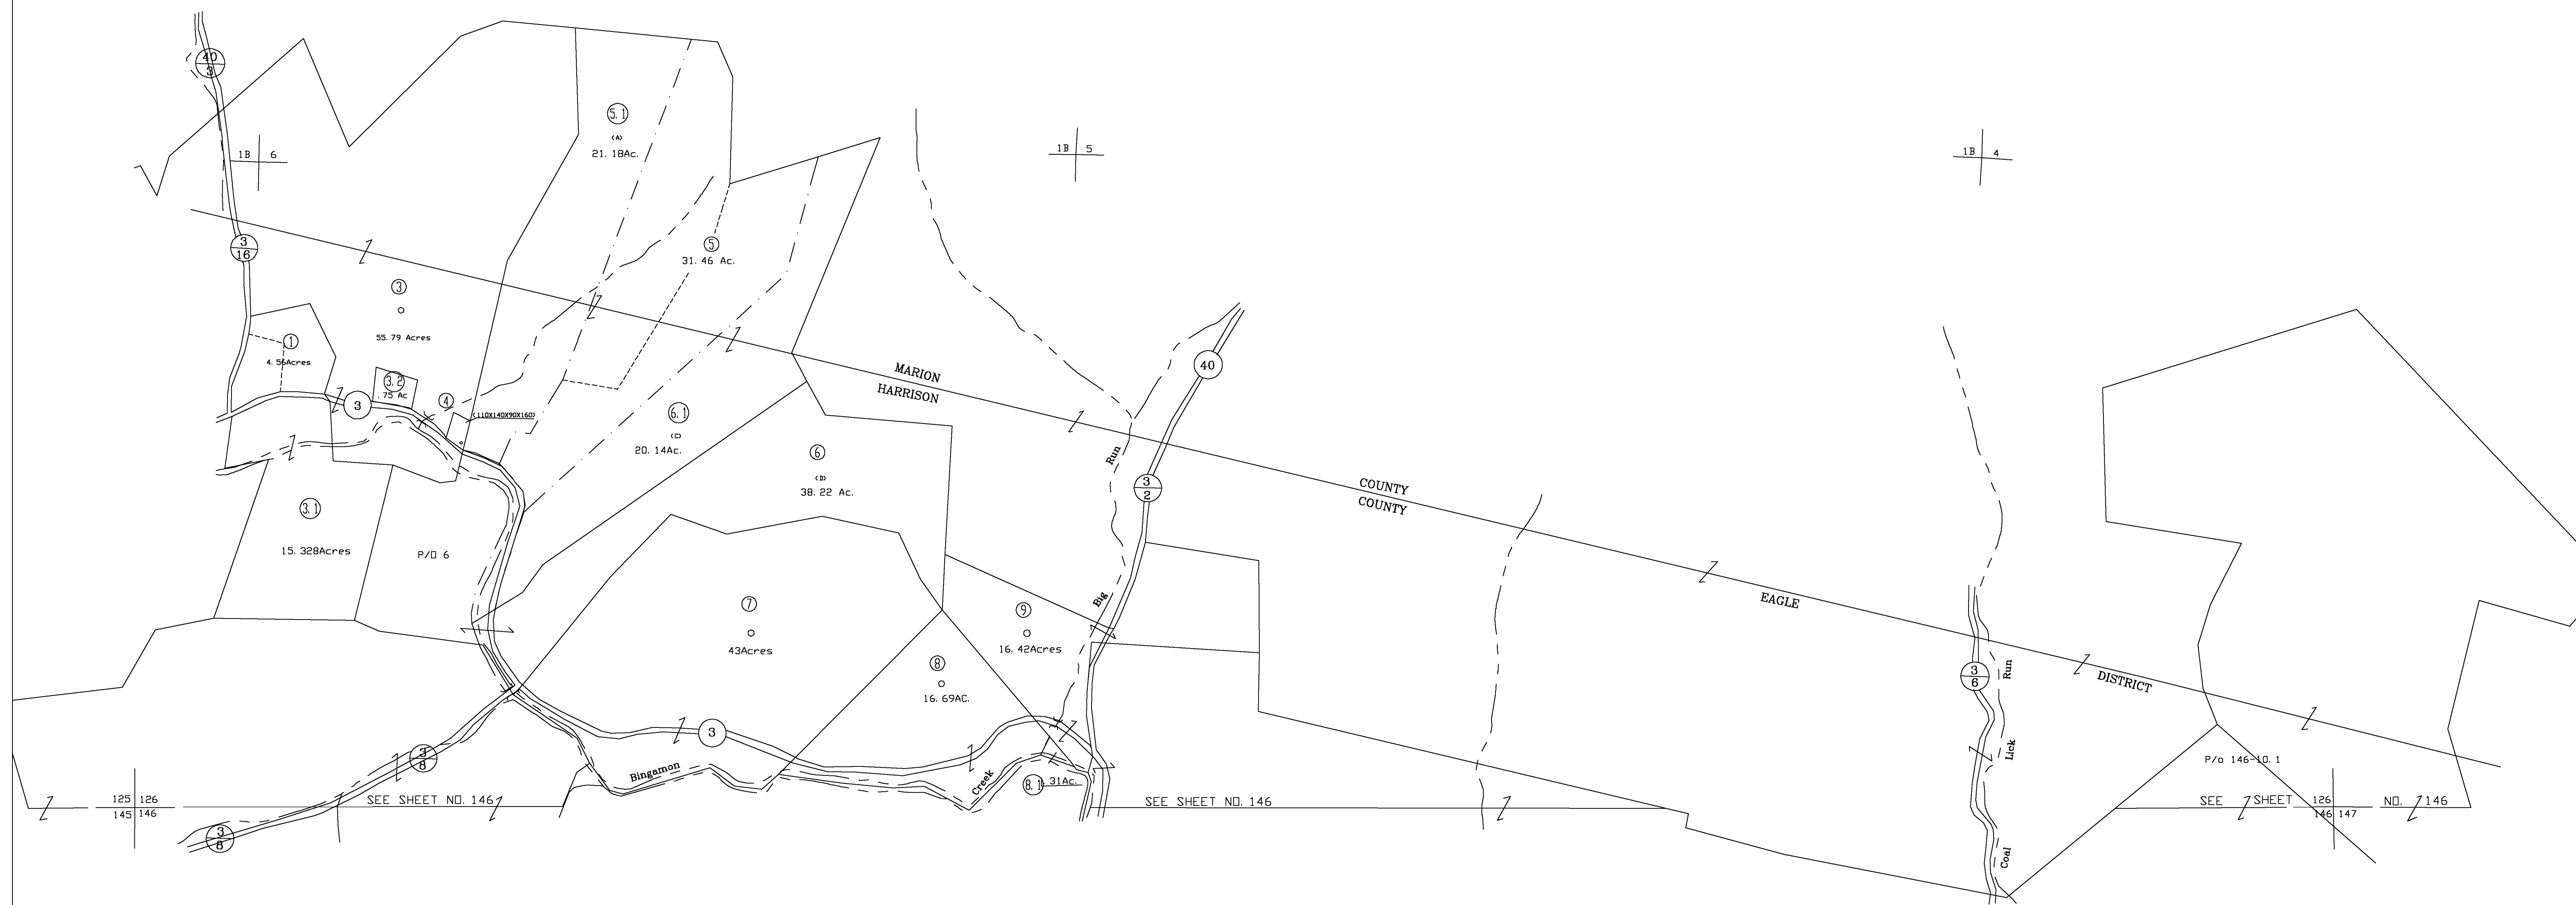 40
3
5.1
(A)
21.18Ac.
1B 6
1B 5
1B 4
3
16
5
31.46 Ac.
3
55.79 Acres
1
4.56Acres
3.2
.75 Ac
3
4
(110X140X90X160)
6.1
(C)
20.14Ac.
MARION
HARRISON
40
6
(D)
38.22 Ac.
Run
3
2
COUNTY
COUNTY
3.1
15.328Acres
P/O 6
Big
7
43Acres
9
16.42Acres
EAGLE
8
16.69AC.
3
6
Run
DISTRICT
3
3
8
Bingamon
Creek
8.1
.31Ac.
Lick
P/o 146-10.1
125 126
145 146
SEE SHEET NO. 146
SEE SHEET NO. 146
SEE SHEET NO. 146
126
146 147
3
8
Coal